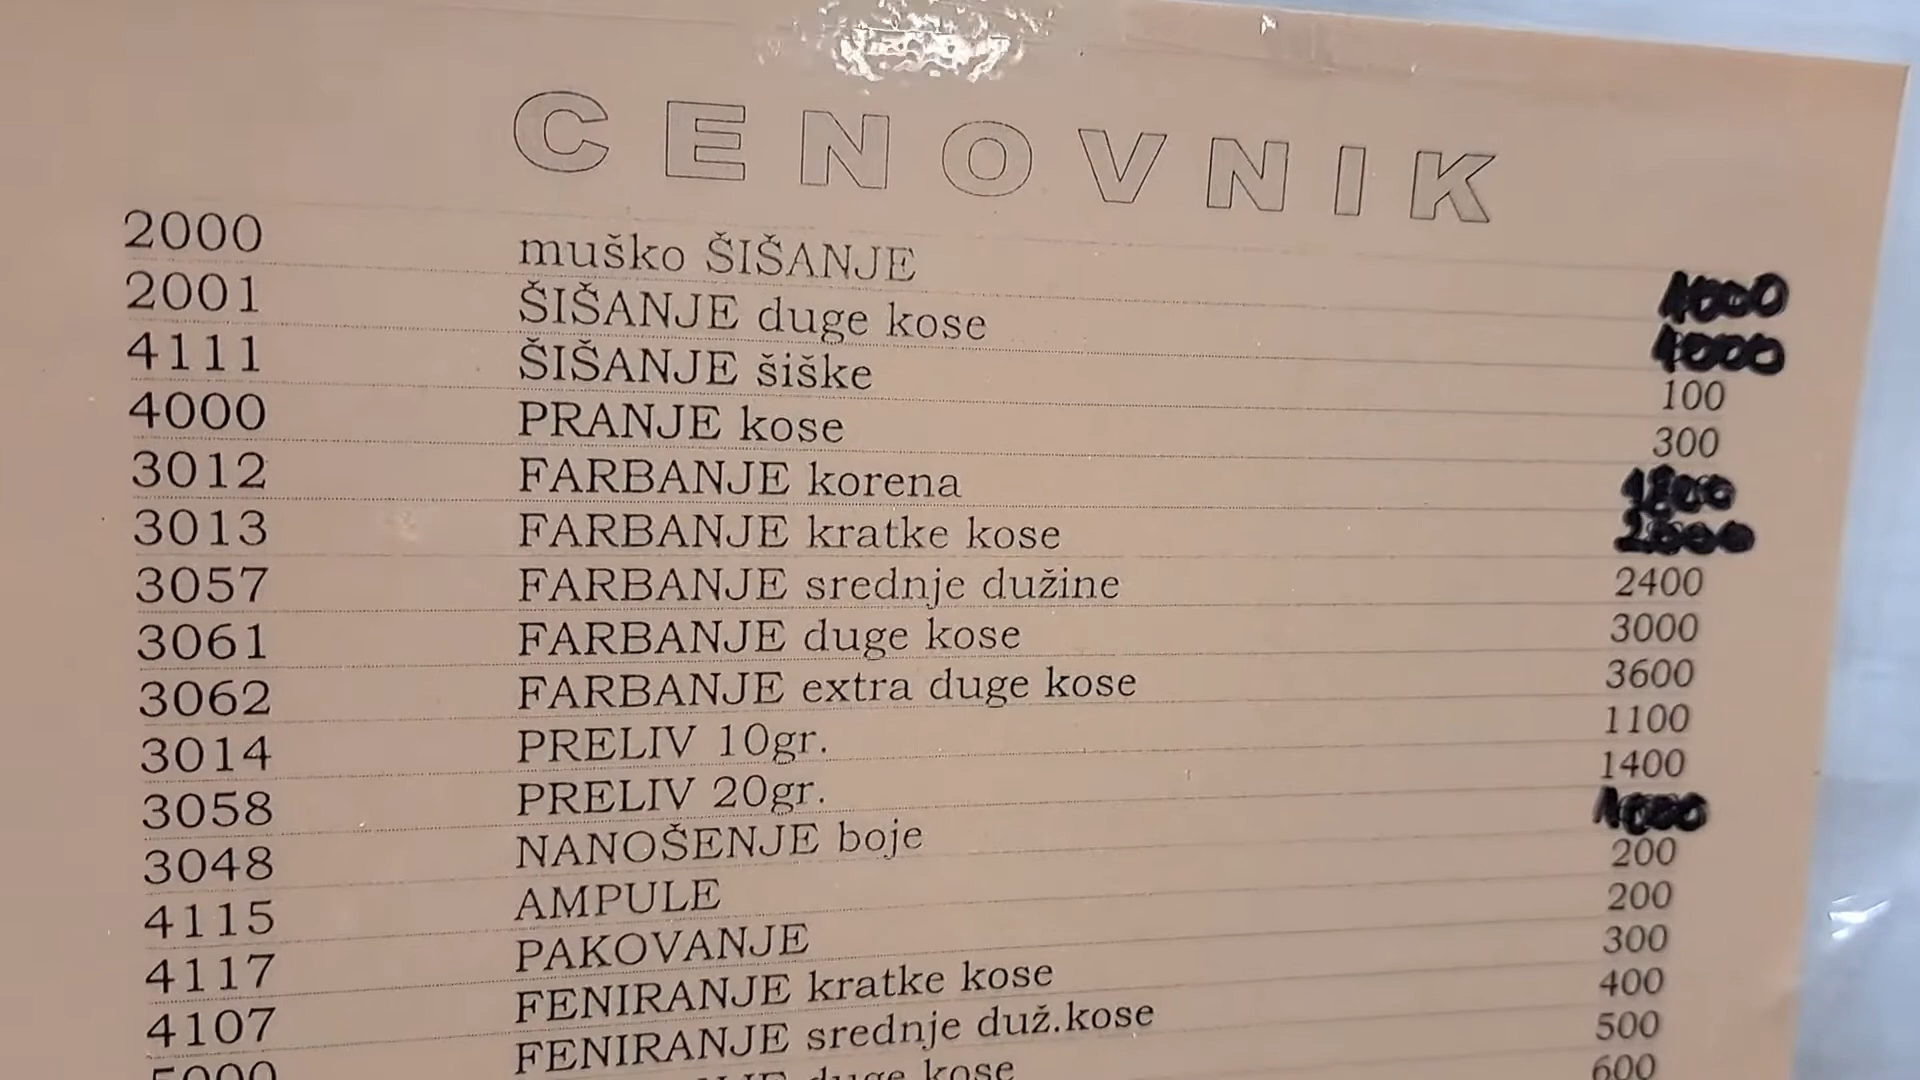 CENOVNIK
2000 muško ŠIŠANJE 1000
2001 ŠIŠANJE duge kose
4111 ŠIŠANJE šiške 100
4000 PRANJE kose 300
3012 FARBANJE korena
3013 FARBANJE kratke kose
3057 FARBANJE srednje dužine 2400
3061 FARBANJE duge kose 3000
3062 FARBANJE extra duge kose 3600
3014 PRELIV 10gr. 1100
3058 PRELIV 20gr. 1400
3048 NANOŠENJE boje 1000
4115 AMPULE 200
4117 PAKOVANJE 200
4107 FENIRANJE kratke kose 300
5000 FENIRANJE srednje duž.kose 400
duge kose 500
600